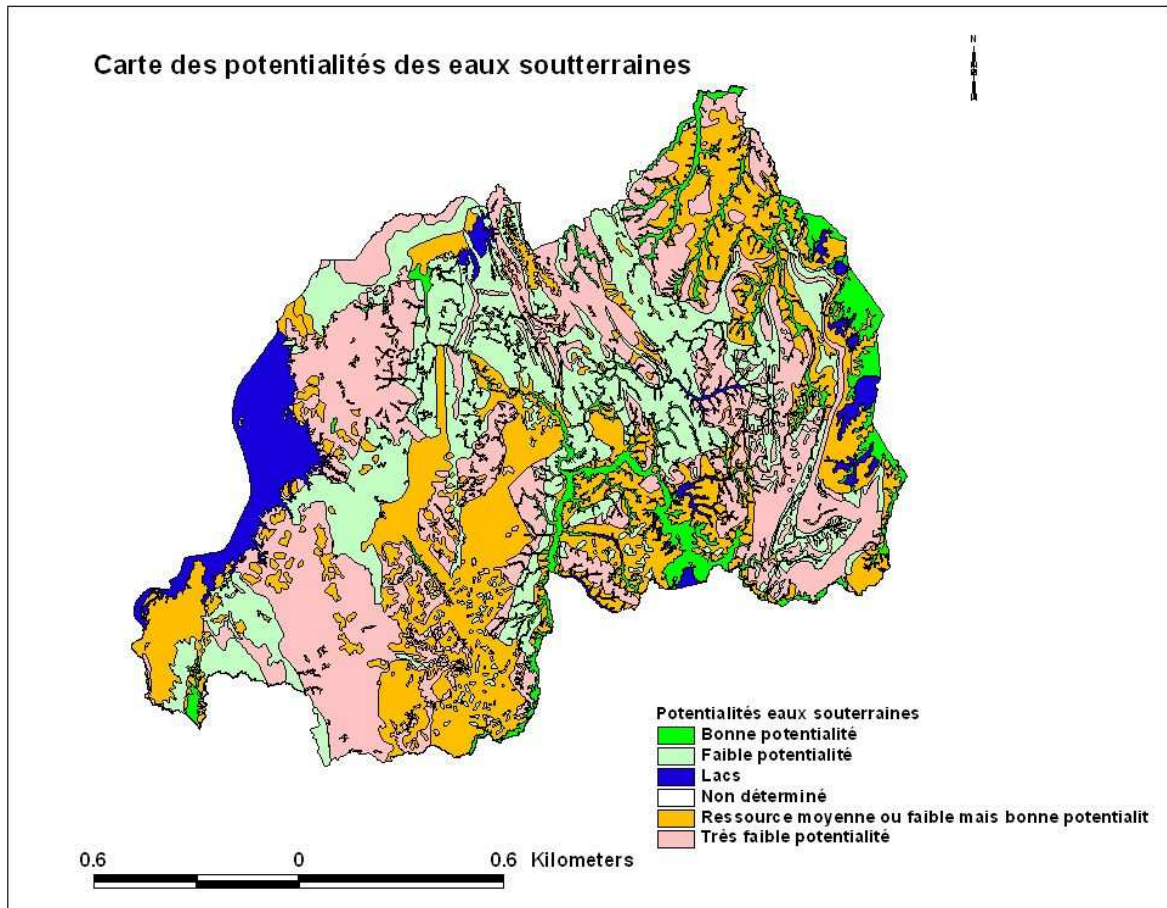 Carte des potentialités des eaux soutterraines
N
Potentialités eaux souterraines
Bonne potentialité
Faible potentialité
Lacs
Non déterminé
Ressource moyenne ou faible mais bonne potentialit
Très faible potentialité
0.6 0 0.6 Kilometers